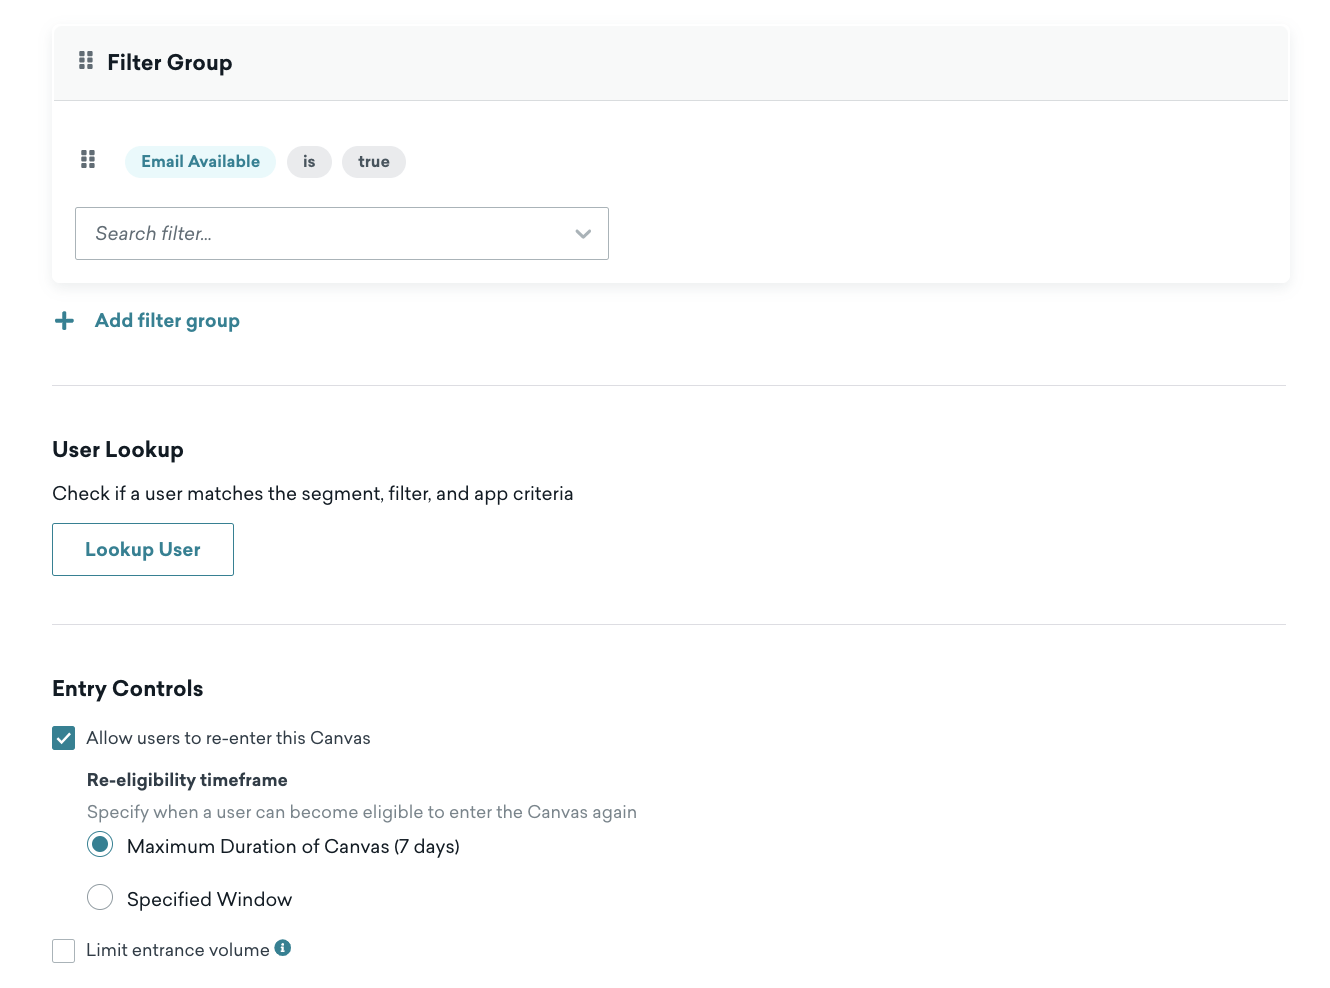 Filter Group
Email Available is true
Search filter...
Add filter group
User Lookup
Check if a user matches the segment, filter, and app criteria
Lookup User
Entry Controls
Allow users to re-enter this Canvas
Re-eligibility timeframe
Specify when a user can become eligible to enter the Canvas again
Maximum Duration of Canvas (7 days)
Specified Window
Limit entrance volume